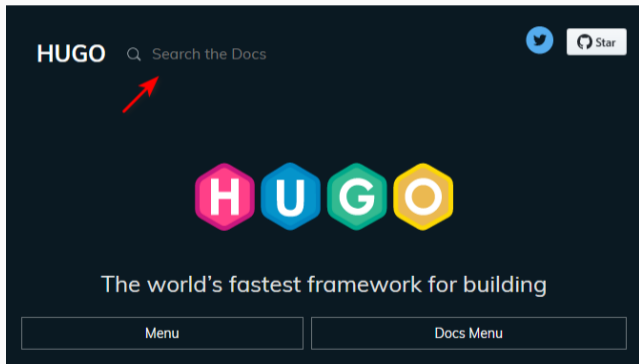 HUGO Search the Docs Star
HUGO
The world's fastest framework for building
Menu Docs Menu